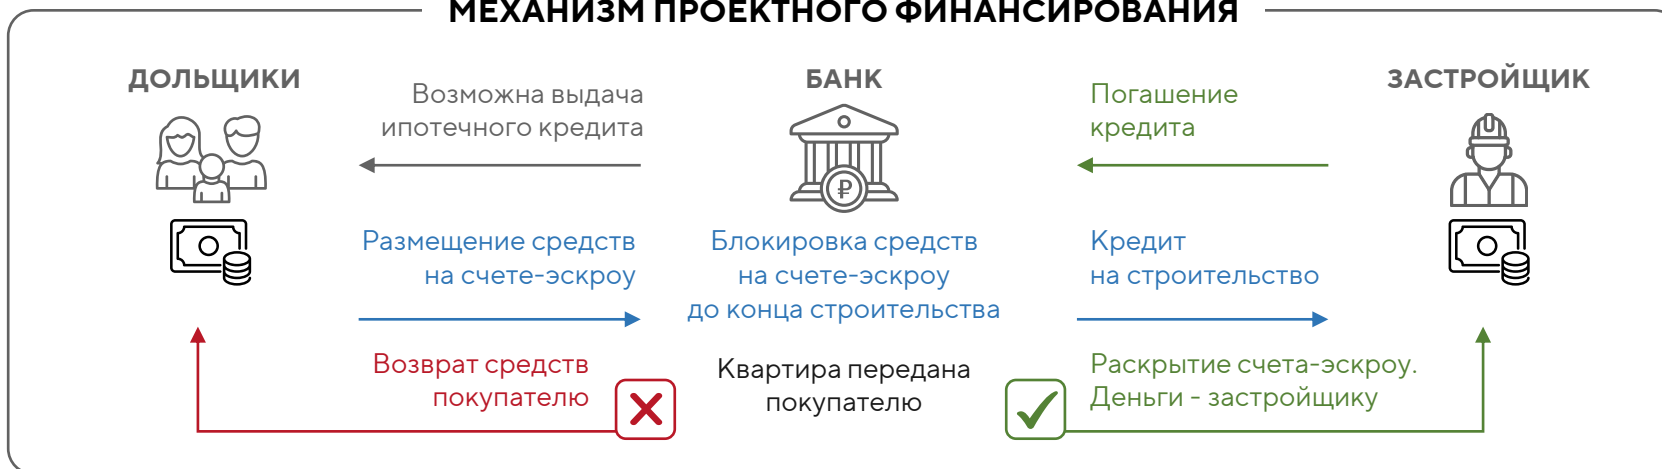 МЕХАНИЗМ ПРОЕКТНОГО ФИНАНСИРОВАНИЯ
ДОЛЬЩИКИ
Возможна выдача
ипотечного кредита
БАНК
Погашение
кредита
ЗАСТРОЙЩИК
₽
Размещение средств
на счете-эскроу
Блокировка средств
на счете-эскроу
до конца строительства
Кредит
на строительство
Возврат средств
покупателю
Квартира передана
покупателю
Раскрытие счета-эскроу.
Деньги - застройщику